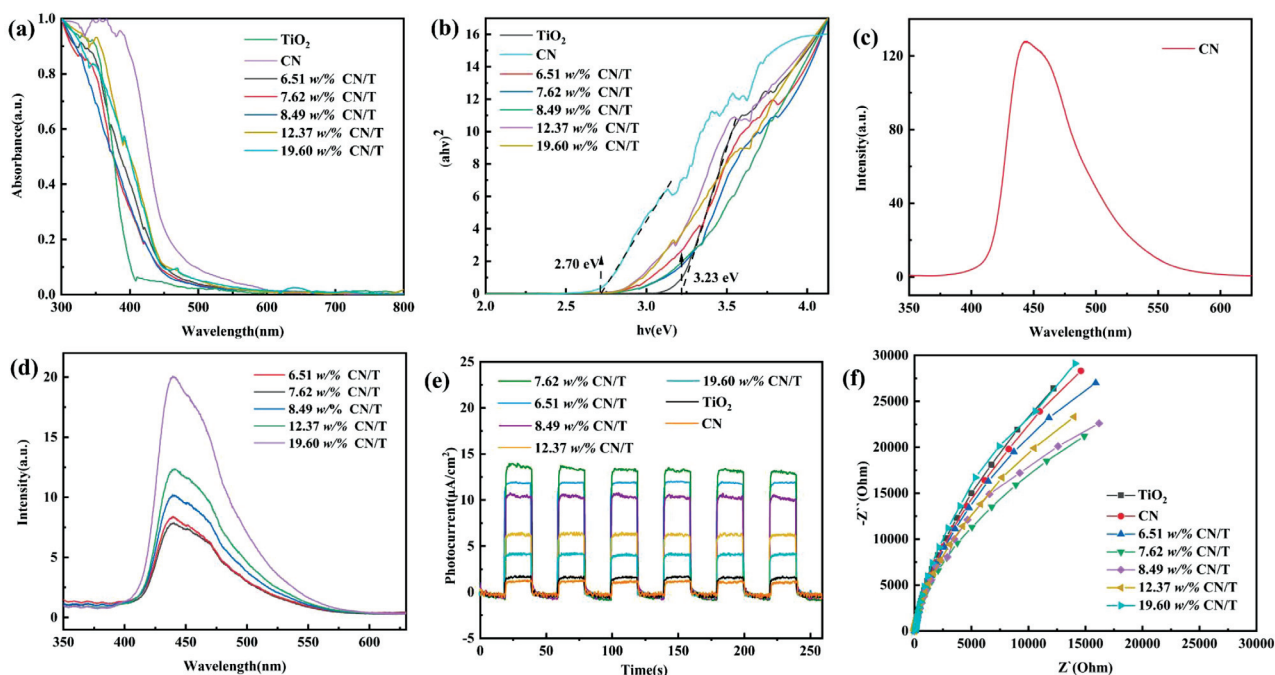 (a)
TiO2
CN
6.51 w/% CN/T
7.62 w/% CN/T
8.49 w/% CN/T
12.37 w/% CN/T
19.60 w/% CN/T
Absorbance(a.u.)
1.0
0.8
0.6
0.4
0.2
0.0
300 400 500 600 700 800
Wavelength(nm)
(b)
TiO2
CN
6.51 w/% CN/T
7.62 w/% CN/T
8.49 w/% CN/T
12.37 w/% CN/T
19.60 w/% CN/T
(ahv)2
16
14
12
10
8
6
4
2
0
2.70 eV
3.23 eV
2.0 2.5 3.0 3.5 4.0
hν(eV)
(c)
CN
Intensity(a.u.)
120
80
40
0
350 400 450 500 550 600
Wavelength(nm)
(d)
6.51 w/% CN/T
7.62 w/% CN/T
8.49 w/% CN/T
12.37 w/% CN/T
19.60 w/% CN/T
Intensity(a.u.)
20
15
10
5
0
350 400 450 500 550 600
Wavelength(nm)
(e)
7.62 w/% CN/T
6.51 w/% CN/T
8.49 w/% CN/T
12.37 w/% CN/T
19.60 w/% CN/T
TiO2
CN
Photocurrent(μA/cm2)
25
20
15
10
5
0
-5
0 50 100 150 200 250
Time(s)
(f)
TiO2
CN
6.51 w/% CN/T
7.62 w/% CN/T
8.49 w/% CN/T
12.37 w/% CN/T
19.60 w/% CN/T
-Z``(Ohm)
30000
25000
20000
15000
10000
5000
0
0 5000 10000 15000 20000 25000 30000
Z`(Ohm)